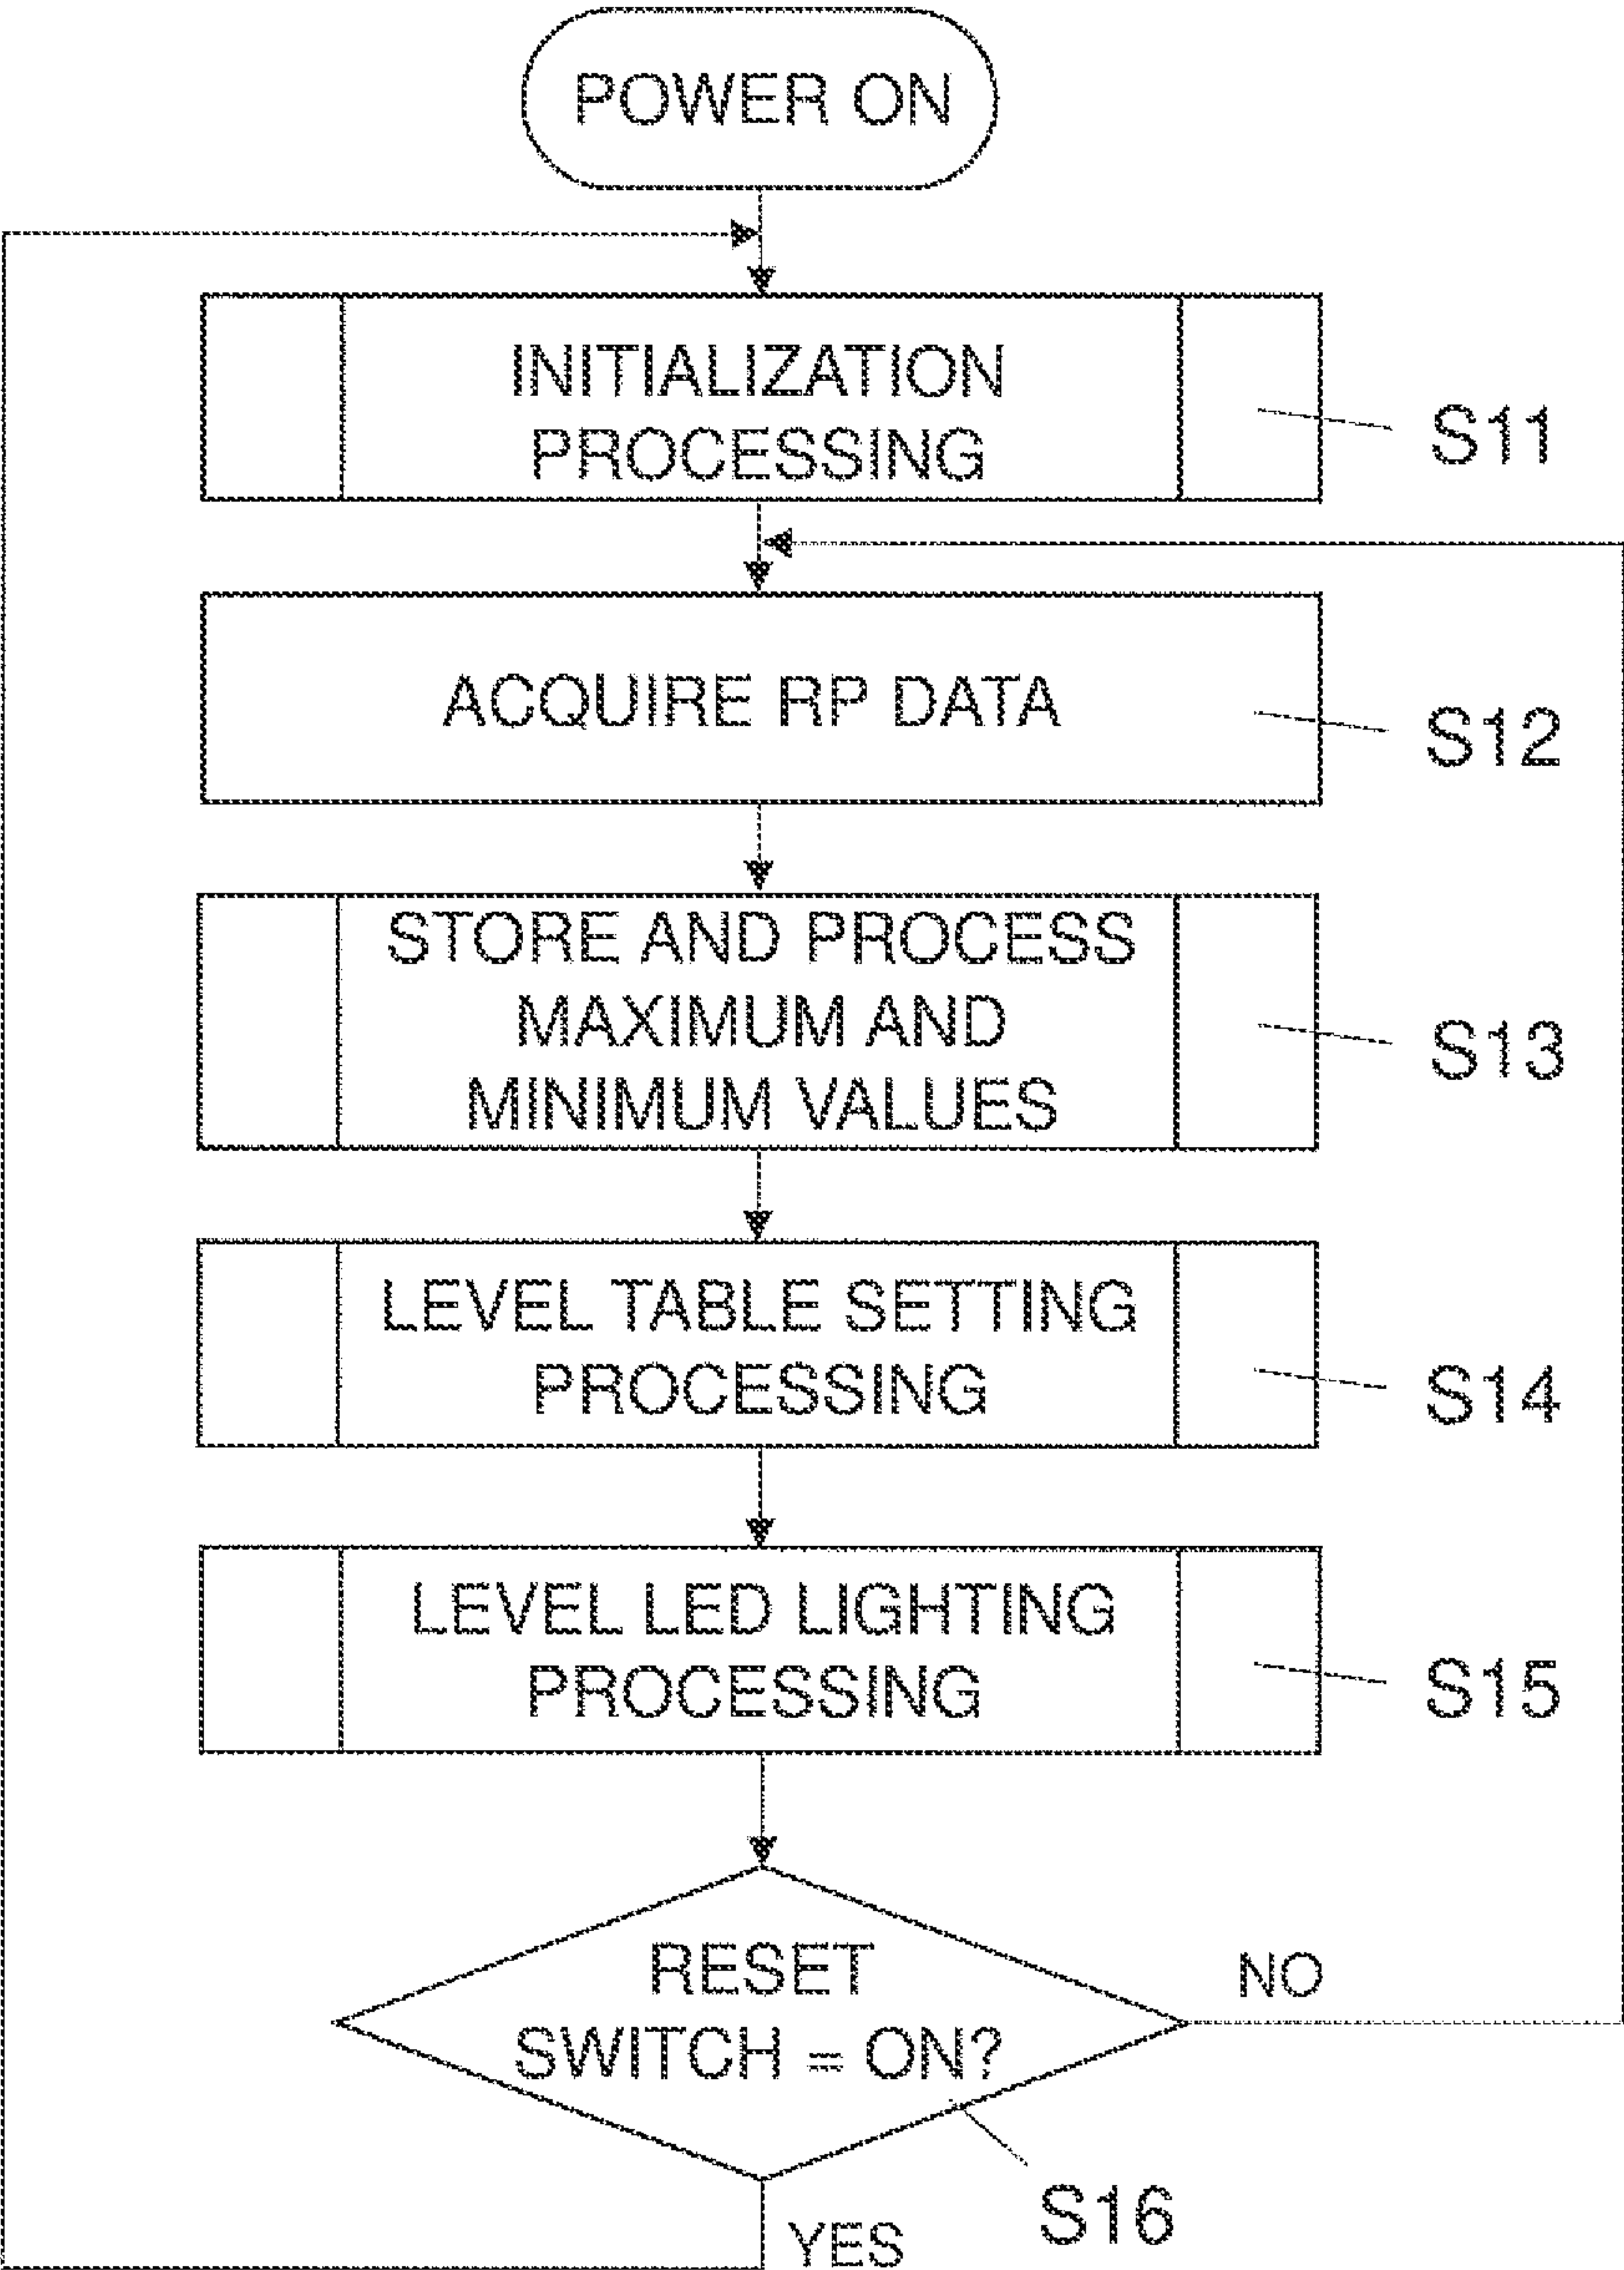 POWER ON
INITIALIZATION
PROCESSING
S11
ACQUIRE RP DATA
S12
STORE AND PROCESS
MAXIMUM AND
MINIMUM VALUES
S13
LEVEL TABLE SETTING
PROCESSING
S14
LEVEL LED LIGHTING
PROCESSING
S15
RESET
SWITCH = ON?
NO
S16
YES